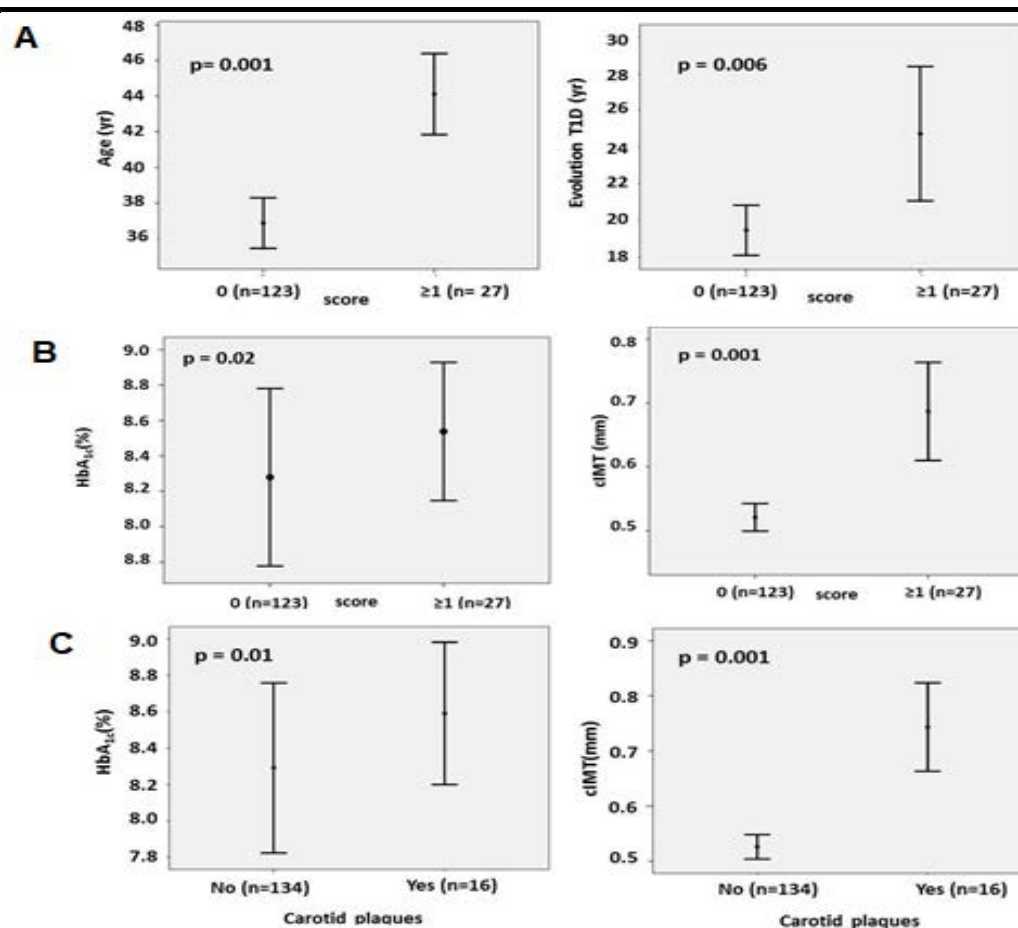 A
48
46
44
42
40
38
36
Age (yr)
p= 0.001
0 (n=123) score ≥1 (n= 27)
30
28
26
24
22
20
18
Evolution T1D (yr)
p = 0.006
0 (n=123) score ≥1 (n=27)
B
9.0
8.8
8.6
8.4
8.2
8.0
8.8
HbA1c(%)
p = 0.02
0 (n=123) score ≥1 (n=27)
0.8
0.7
0.6
0.5
cIMT (mm)
p = 0.001
0 (n=123) score ≥1 (n=27)
C
9.0
8.8
8.6
8.4
8.2
8.0
7.8
HbA1c(%)
p = 0.01
No (n=134) Yes (n=16)
Carotid plaques
0.9
0.8
0.7
0.6
0.5
cIMT(mm)
p = 0.001
No (n=134) Yes (n=16)
Carotid plaques